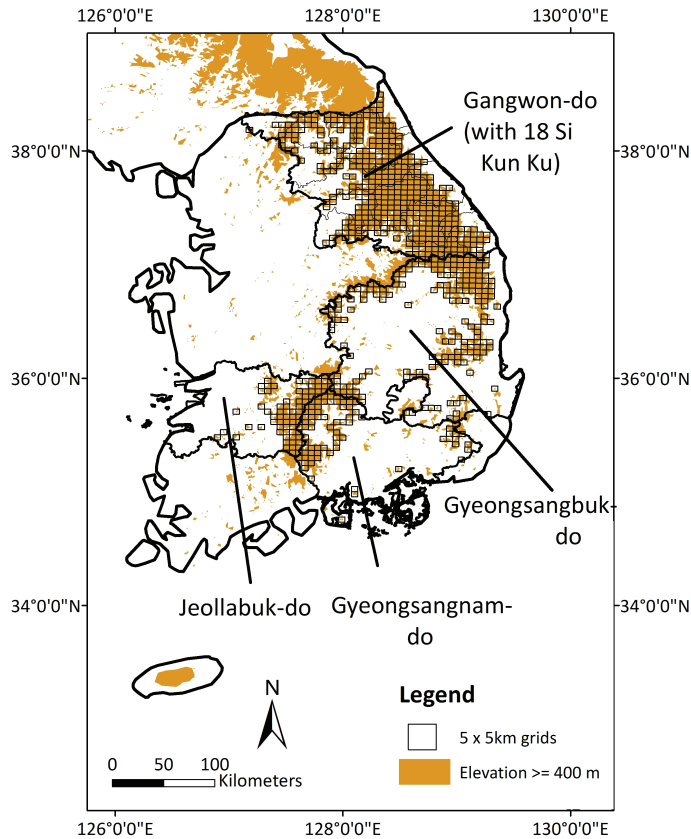 126°0'0"E
128°0'0"E
130°0'0"E
Gangwon-do
(with 18 Si
Kun Ku)
38°0'0"N
38°0'0"N
36°0'0"N
36°0'0"N
Gyeongsangbuk-
do
34°0'0"N
34°0'0"N
Jeollabuk-do
Gyeongsangnam-
do
N
Legend
5 x 5km grids
Elevation >= 400 m
0 50 100
Kilometers
126°0'0"E
128°0'0"E
130°0'0"E